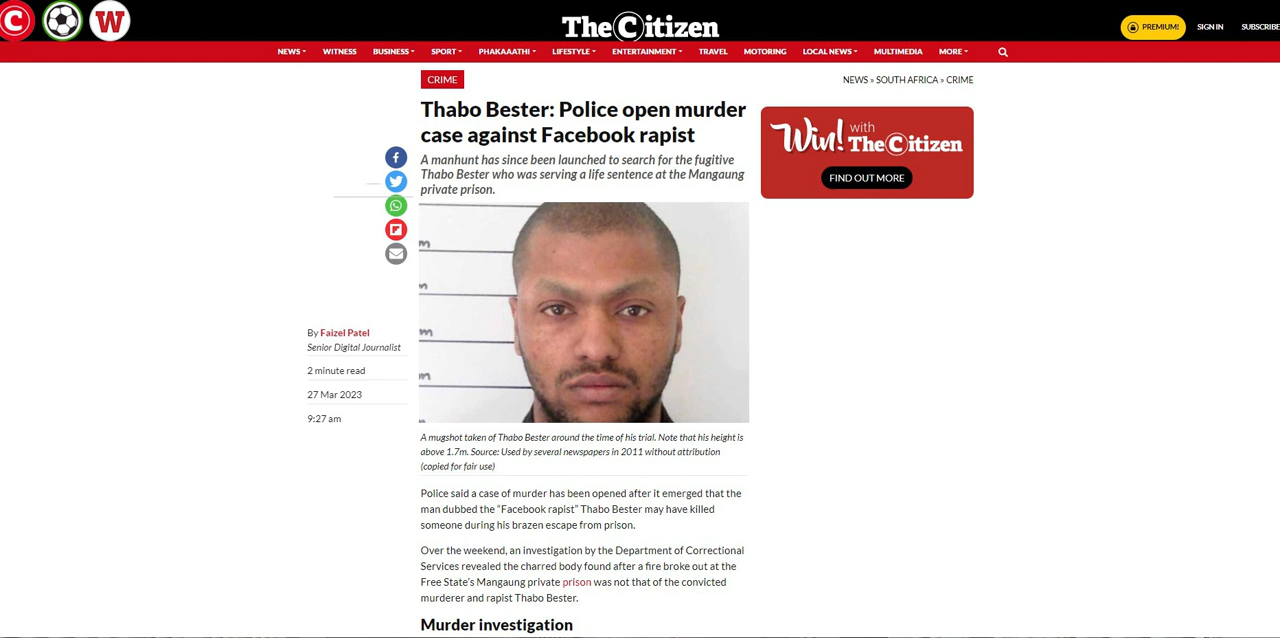 C
W
The Citizen
PREMIUM!
SIGN IN
SUBSCRIBE
NEWS
WITNESS
BUSINESS
SPORT
PHAKAAATHI
LIFESTYLE
ENTERTAINMENT
TRAVEL
MOTORING
LOCAL NEWS
MULTIMEDIA
MORE
CRIME
NEWS » SOUTH AFRICA » CRIME
Thabo Bester: Police open murder
case against Facebook rapist
A manhunt has since been launched to search for the fugitive
Thabo Bester who was serving a life sentence at the Mangaung
private prison.
Win! with
The Citizen
FIND OUT MORE
By Faizel Patel
Senior Digital Journalist
2 minute read
27 Mar 2023
9:27 am
m
m
m
m
A mugshot taken of Thabo Bester around the time of his trial. Note that his height is
above 1.7m. Source: Used by several newspapers in 2011 without attribution
(copied for fair use)
Police said a case of murder has been opened after it emerged that the
man dubbed the “Facebook rapist” Thabo Bester may have killed
someone during his brazen escape from prison.
Over the weekend, an investigation by the Department of Correctional
Services revealed the charred body found after a fire broke out at the
Free State’s Mangaung private prison was not that of the convicted
murderer and rapist Thabo Bester.
Murder investigation